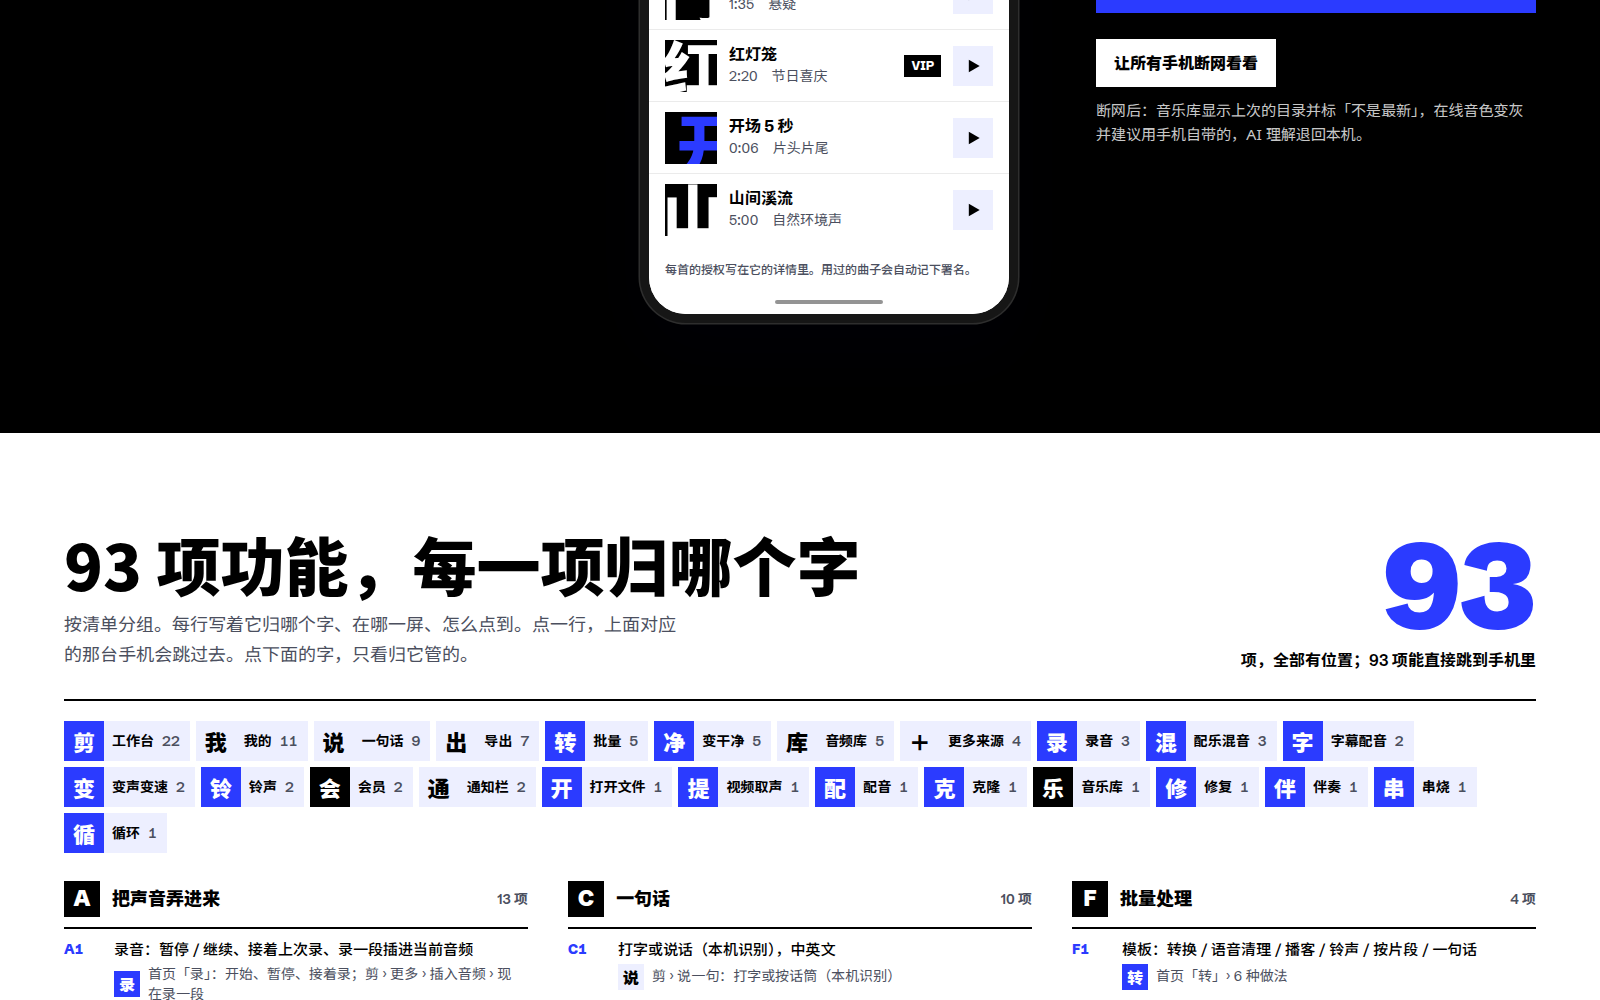 1:35 悬疑
红灯笼
2:20 节日喜庆
VIP
开场 5 秒
0:06 片头片尾
山间溪流
5:00 自然环境声
每首的授权写在它的详情里。用过的曲子会自动记下署名。
让所有手机断网看看
断网后：音乐库显示上次的目录并标「不是最新」，在线音色变灰
并建议用手机自带的，AI 理解退回本机。
93 项功能，每一项归哪个字
按清单分组。每行写着它归哪个字、在哪一屏、怎么点到。点一行，上面对应
的那台手机会跳过去。点下面的字，只看归它管的。
93
项，全部有位置；93 项能直接跳到手机里
剪 工作台 22 我 我的 11 说 一句话 9 出 导出 7 转 批量 5 净 变干净 5 库 音频库 5 ＋ 更多来源 4 录 录音 3 混 配乐混音 3 字 字幕配音 2
变 变声变速 2 铃 铃声 2 会 会员 2 通 通知栏 2 开 打开文件 1 提 视频取声 1 配 配音 1 克 克隆 1 乐 音乐库 1 修 修复 1 伴 伴奏 1 串 串烧 1
循 循环 1
A 把声音弄进来 13 项
A1 录音：暂停 / 继续、接着上次录、录一段插进当前音频
录 首页「录」：开始、暂停、接着录；剪 › 更多 › 插入音频 › 现
在录一段
C 一句话 10 项
C1 打字或说话（本机识别），中英文
说 剪 › 说一句：打字或按话筒（本机识别）
F 批量处理 4 项
F1 模板：转换 / 语音清理 / 播客 / 铃声 / 按片段 / 一句话
转 首页「转」› 6 种做法